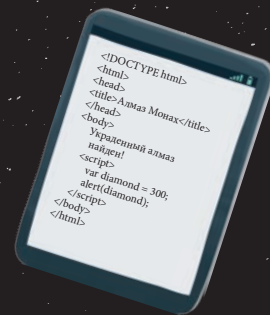 <!DOCTYPE html>
<html>
<head>
<title>Алмаз Монах</title>
</head>
<body>
Украденный алмаз
найден!
<script>
var diamond = 300;
alert(diamond);
</script>
</body>
</html>